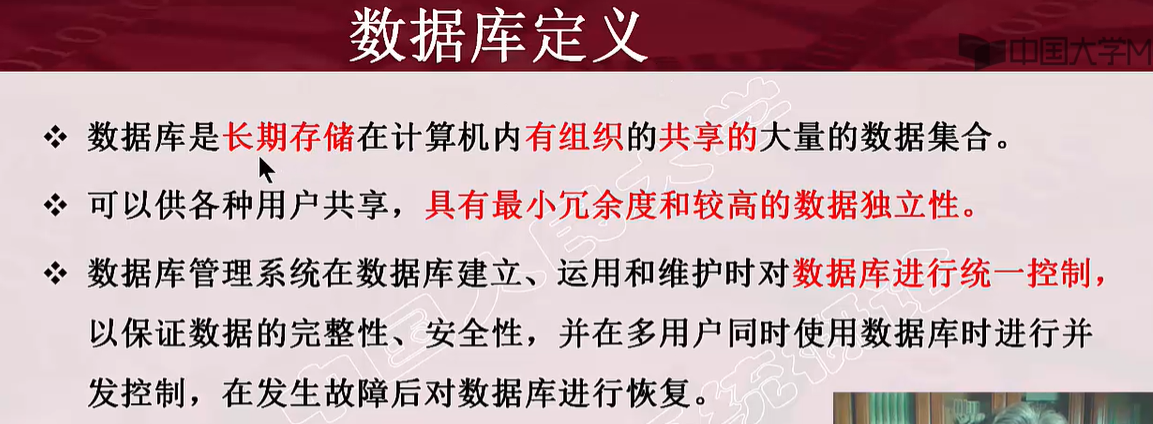 数据库定义
中国大学M
❖ 数据库是长期存储在计算机内有组织的共享的大量的数据集合。
❖ 可以供各种用户共享，具有最小冗余度和较高的数据独立性。
❖ 数据库管理系统在数据库建立、运用和维护时对数据库进行统一控制，
以保证数据的完整性、安全性，并在多用户同时使用数据库时进行并
发控制，在发生故障后对数据库进行恢复。
中国人民大学